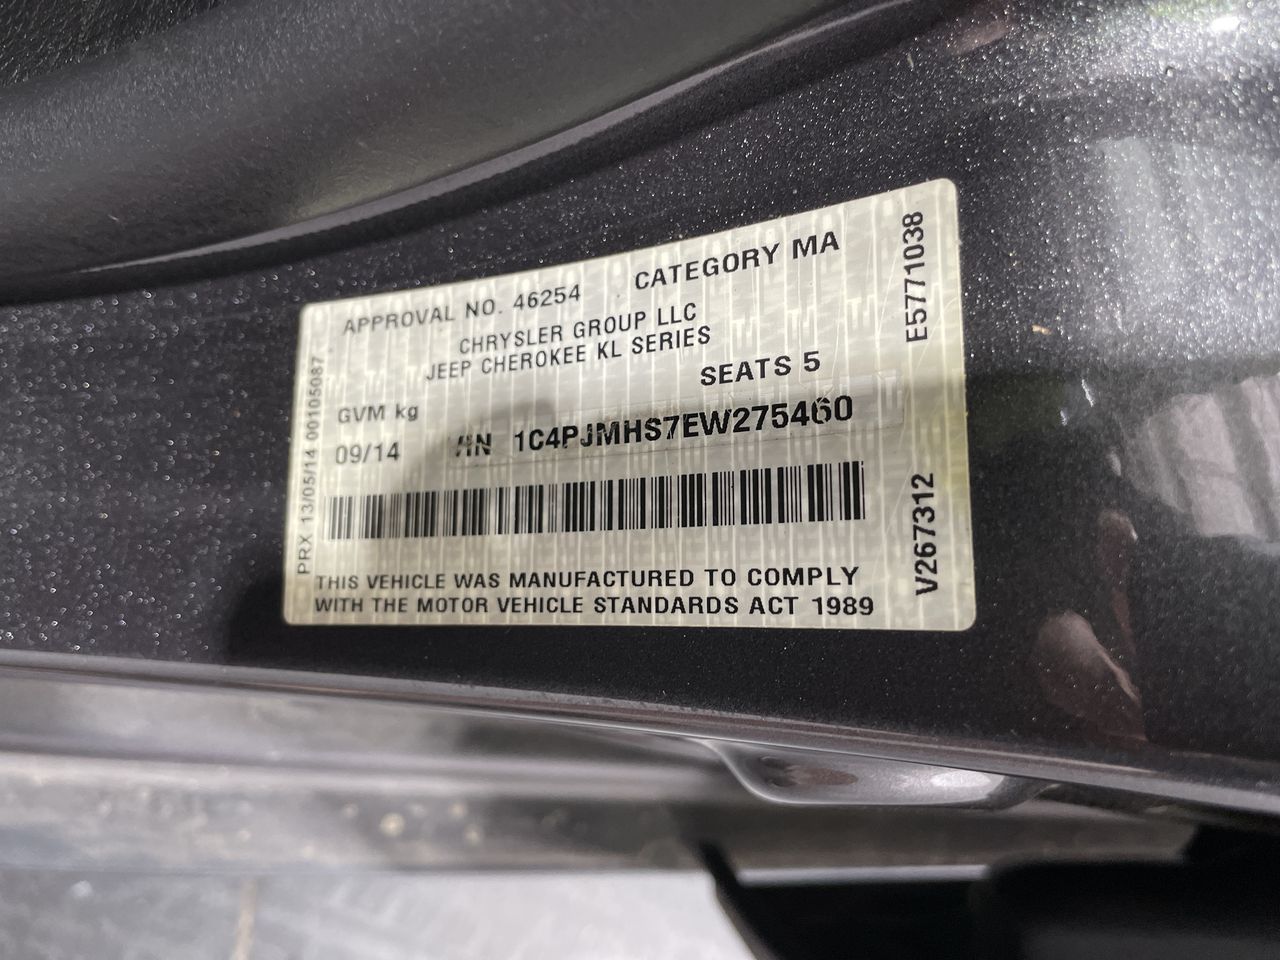 APPROVAL NO. 46254 CATEGORY MA
CHRYSLER GROUP LLC
JEEP CHEROKEE KL SERIES
SEATS 5
GVM kg
09/14 VIN 1C4PJMHS7EW275460
THIS VEHICLE WAS MANUFACTURED TO COMPLY
WITH THE MOTOR VEHICLE STANDARDS ACT 1989
PRX 13/05/14 00105087
E5771038
V267312